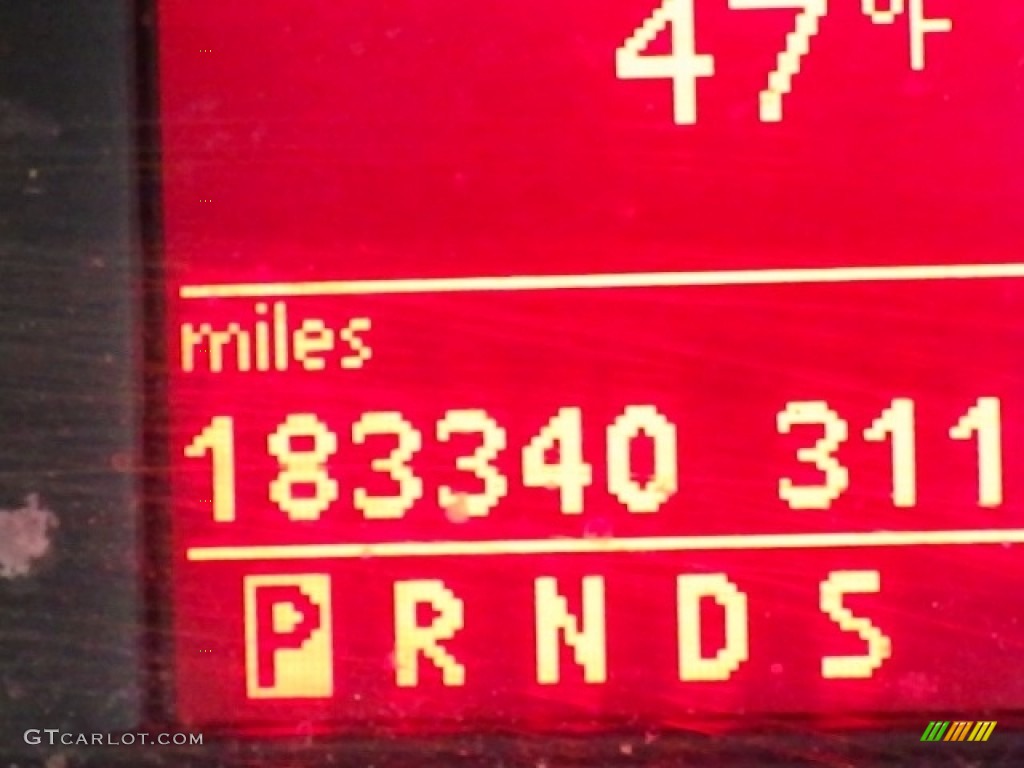 47°F
miles
183340 311
P R N D S
GTCARLOT.COM